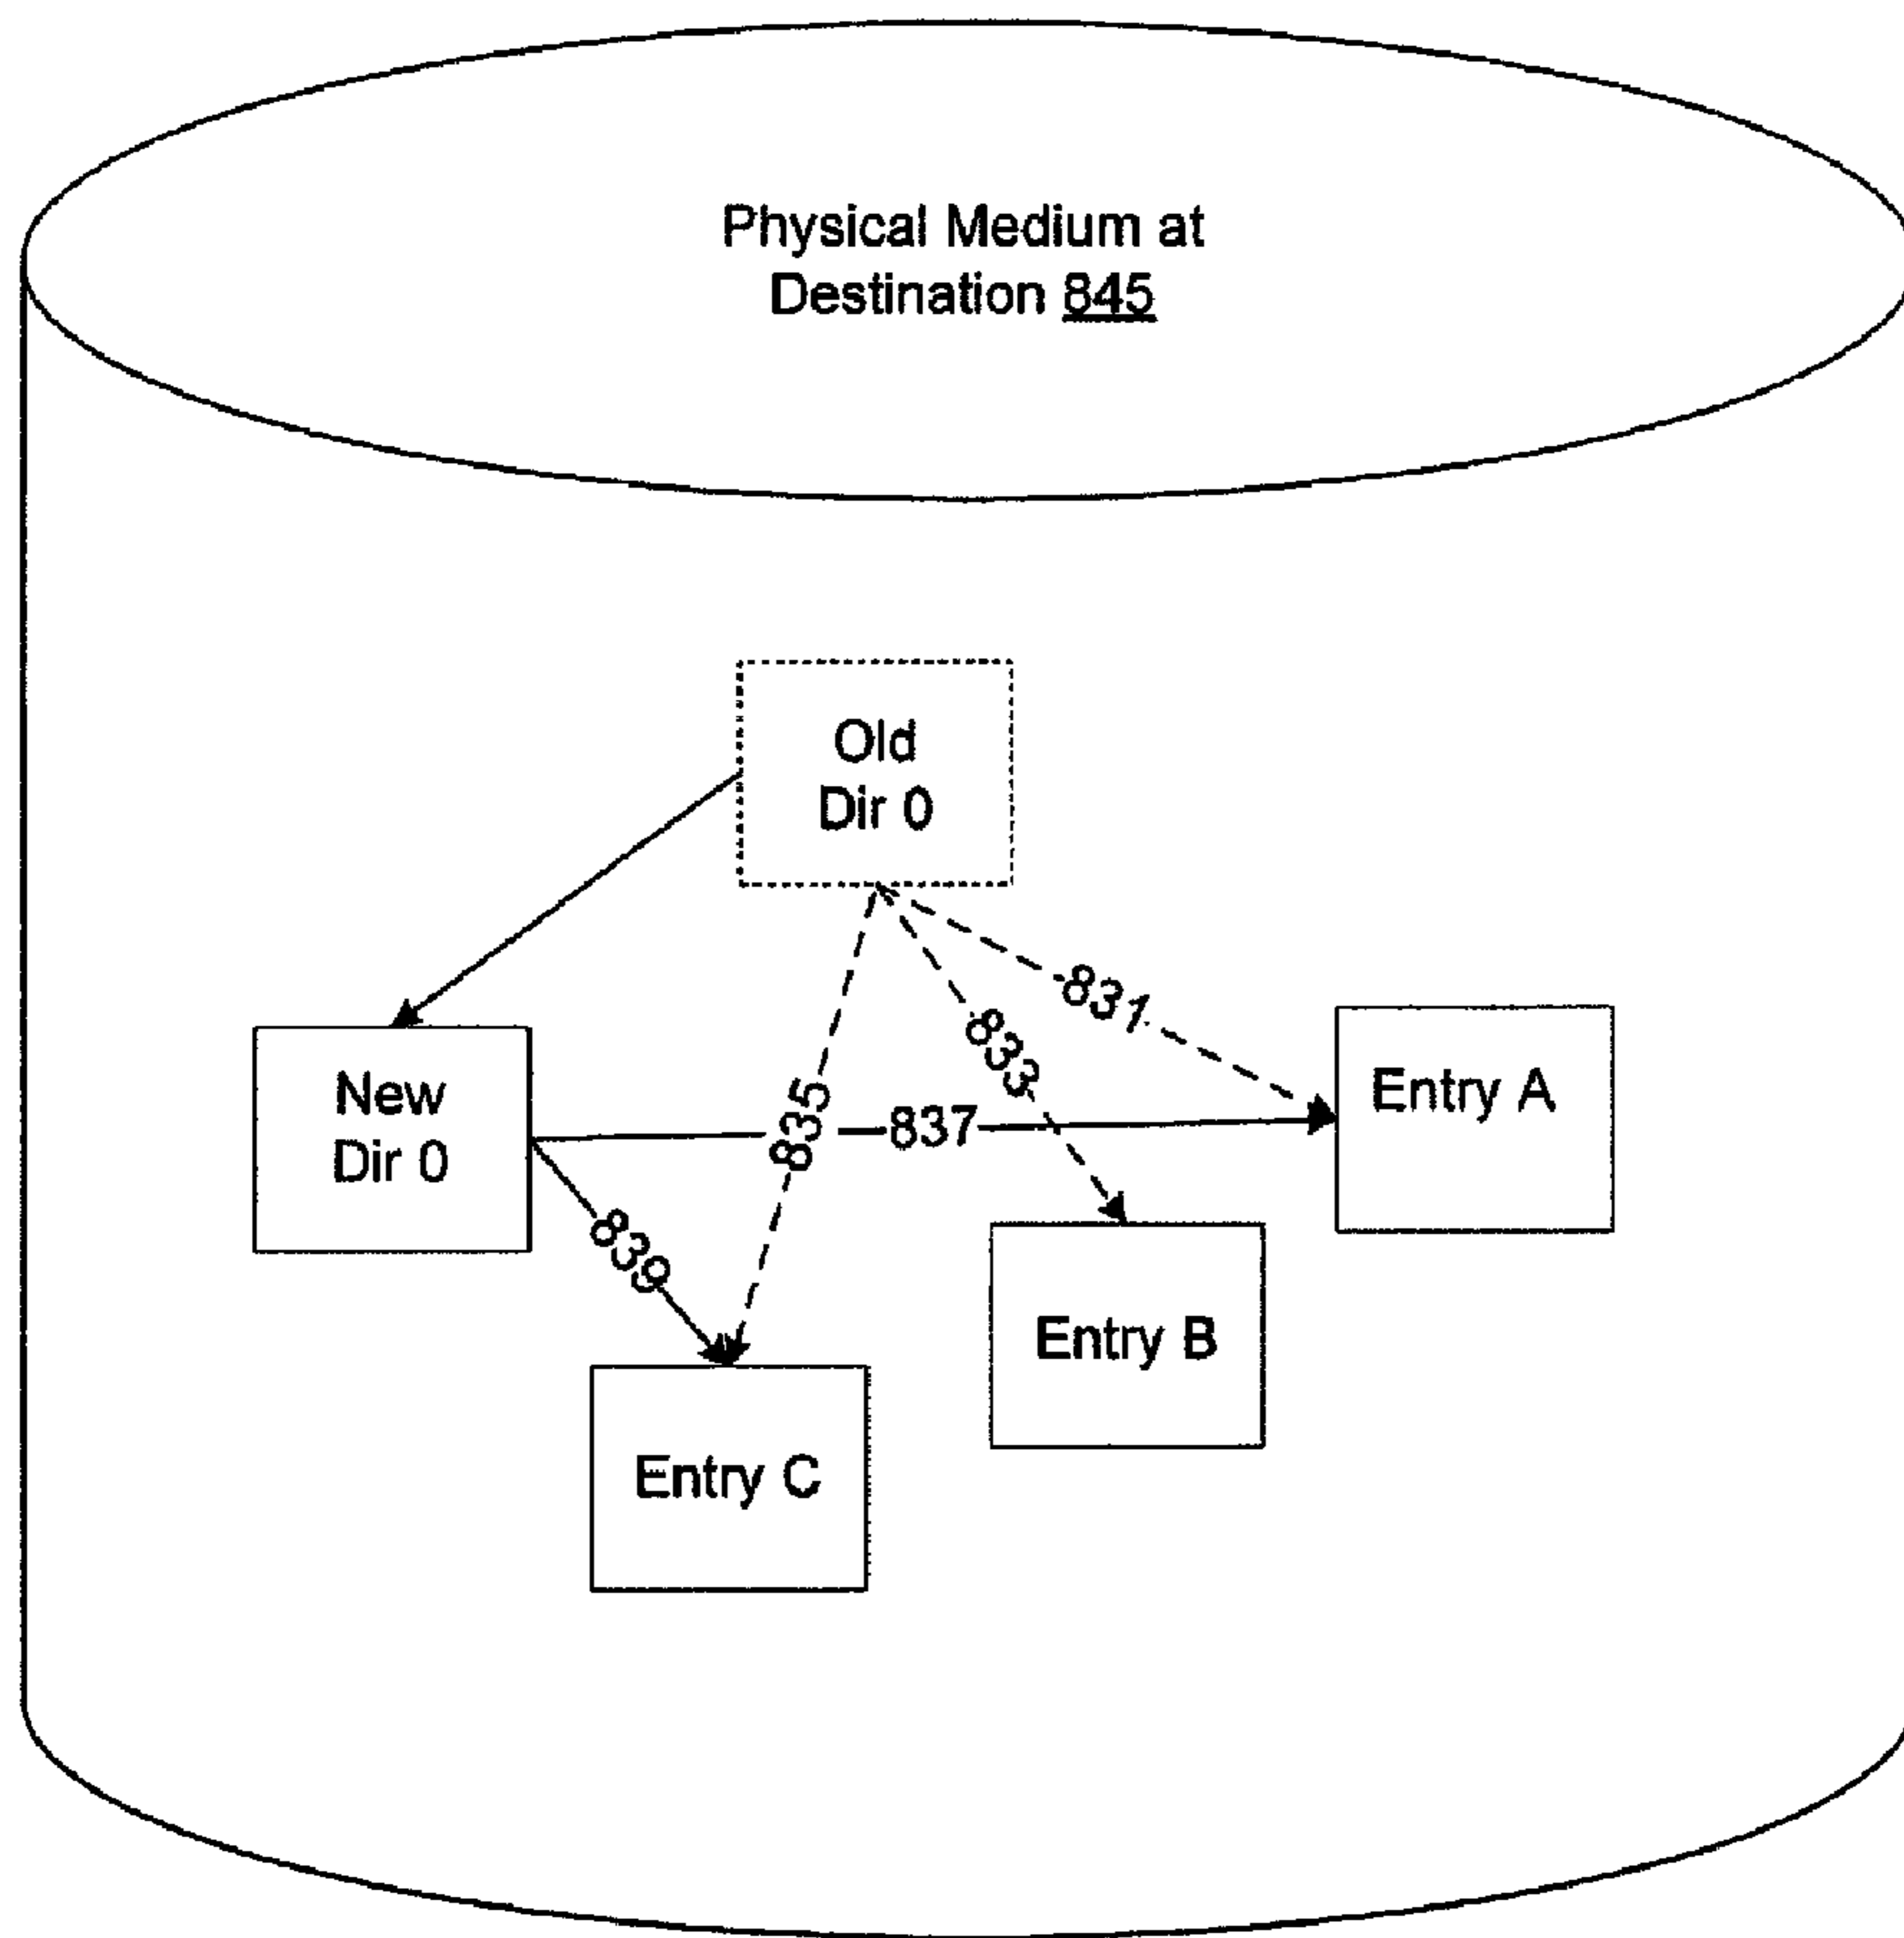 Physical Medium at
Destination 845
Old
Dir 0
831
833
835
837
839
New
Dir 0
Entry A
Entry B
Entry C